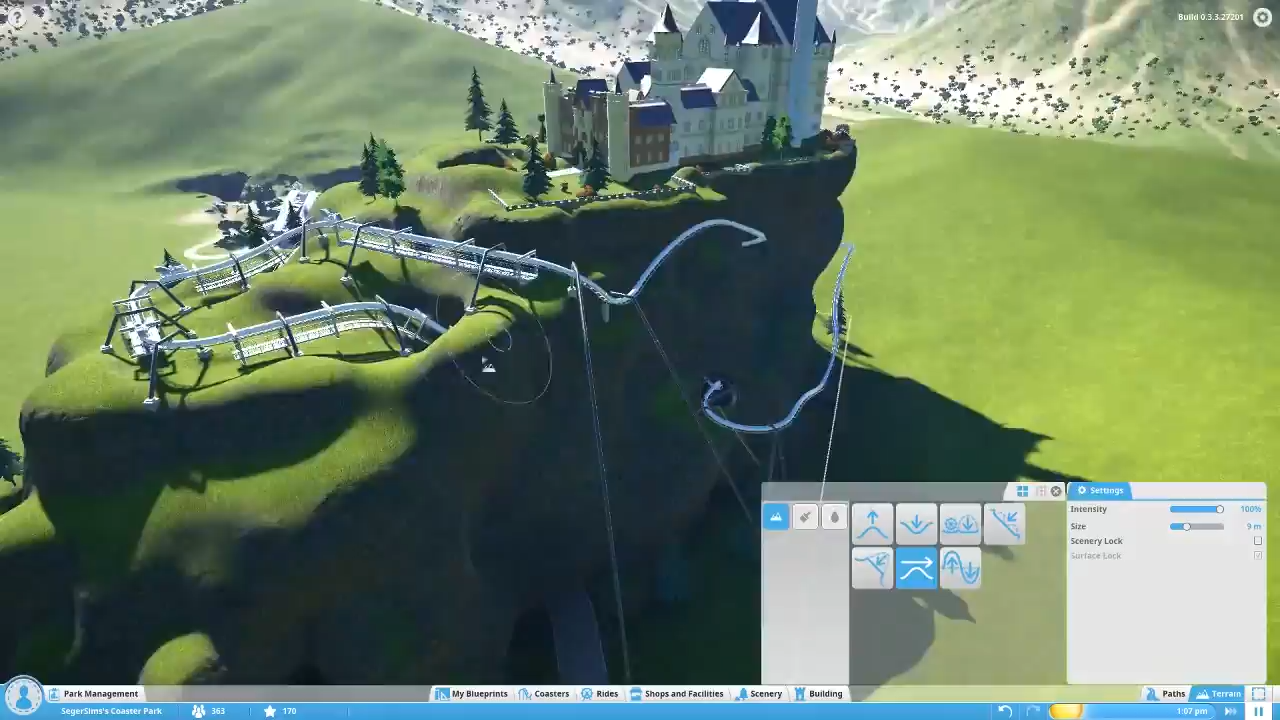 Build 0.3.3.27201
Settings
Intensity 100%
Size 9 m
Scenery Lock
Surface Lock
Park Management My Blueprints Coasters Rides Shops and Facilities Scenery Building Paths Terrain
SegerSims's Coaster Park 363 170 1:07 pm